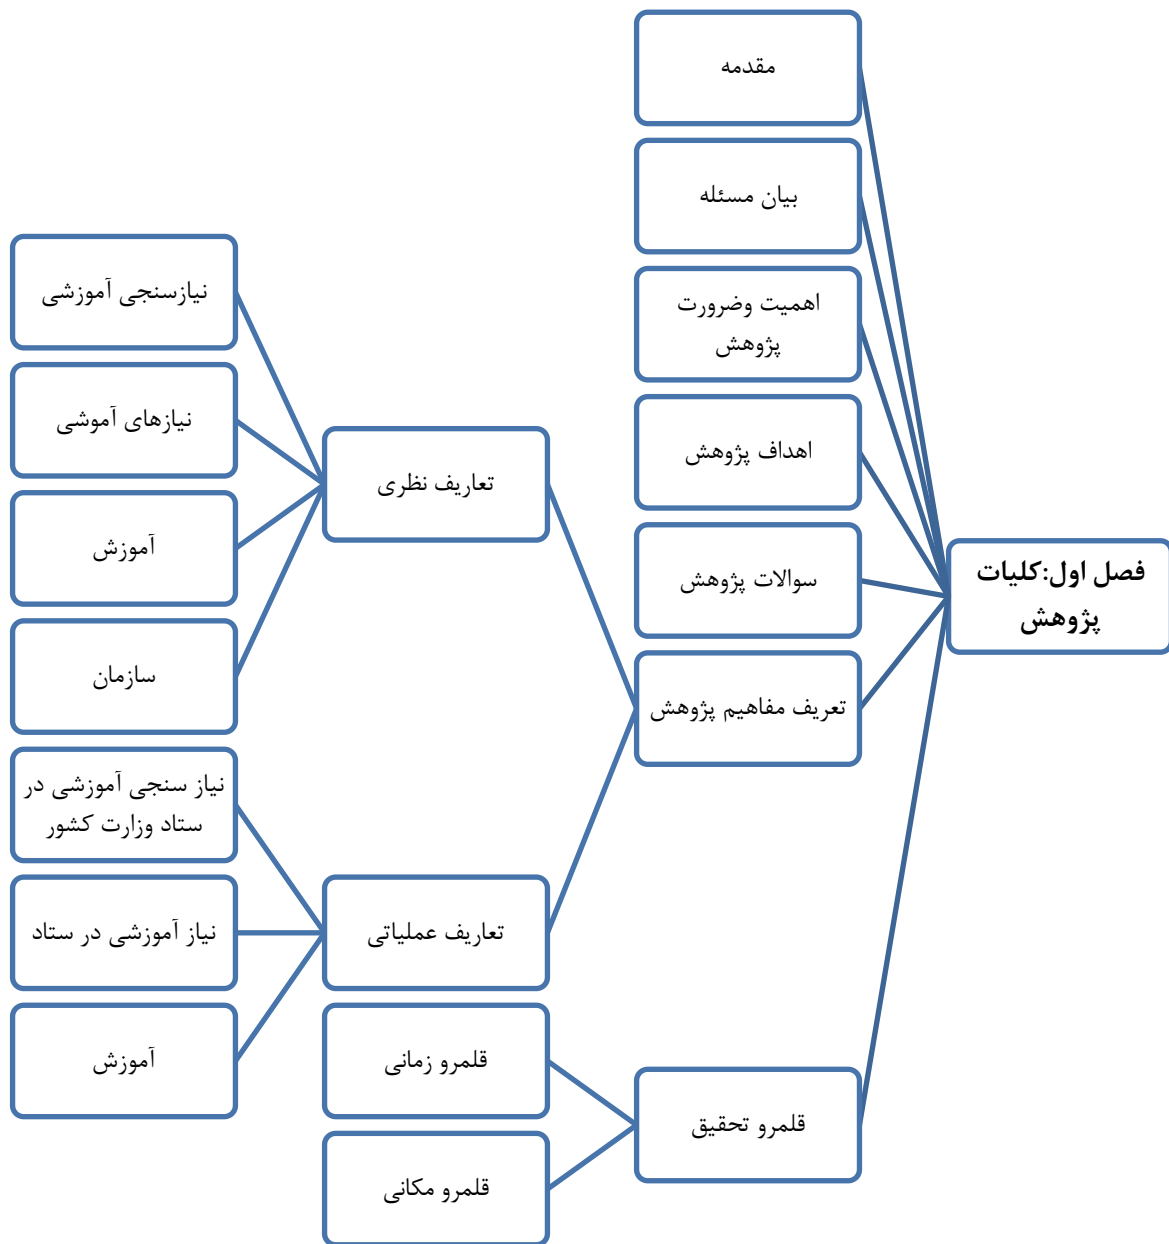 فصل اول:کلیات
پژوهش
مقدمه
بیان مسئله
اهمیت وضرورت
پژوهش
اهداف پژوهش
سوالات پژوهش
تعریف مفاهیم پژوهش
تعاریف نظری
نیازسنجی آموزشی
نیازهای آموشی
آموزش
سازمان
تعاریف عملیاتی
نیاز سنجی آموزشی در
ستاد وزارت کشور
نیاز آموزشی در ستاد
آموزش
قلمرو تحقیق
قلمرو زمانی
قلمرو مکانی